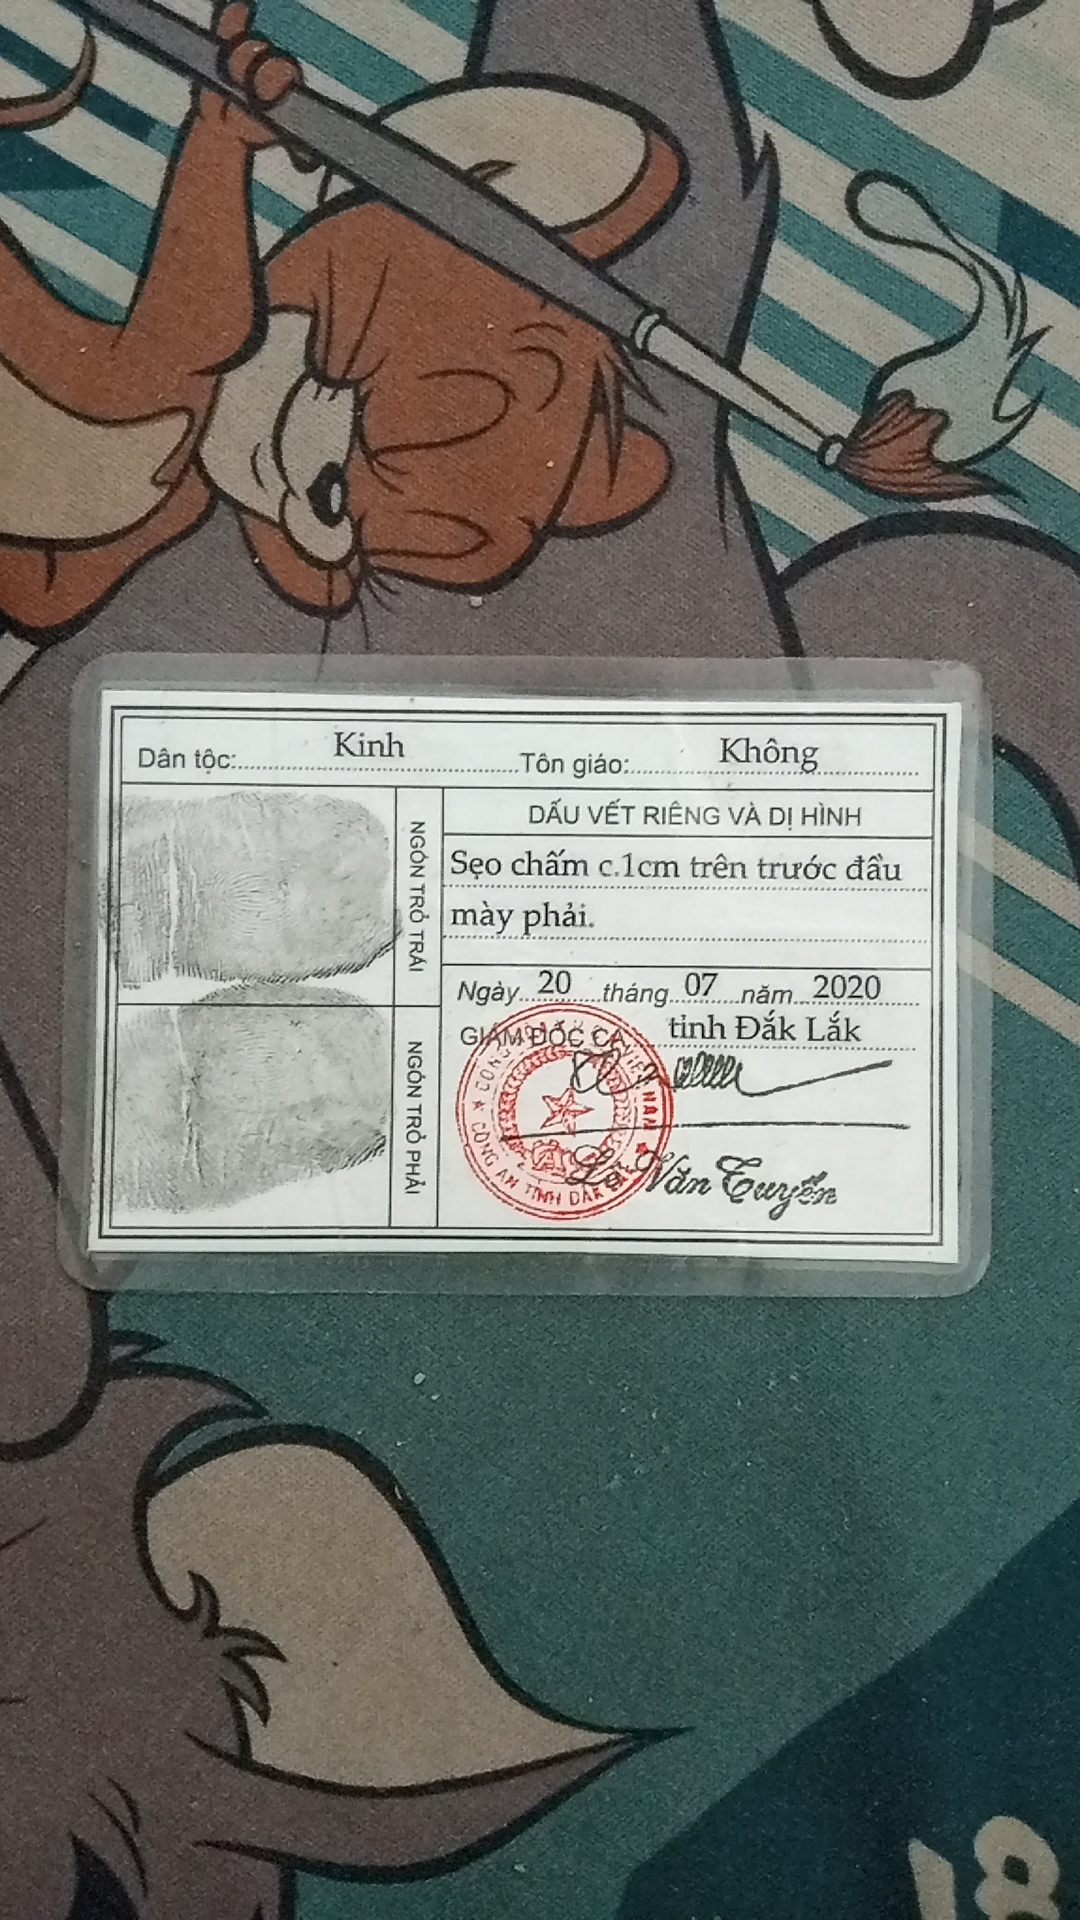 Dân tộc: Kinh Tôn giáo: Không
NGÓN TRỎ TRÁI
NGÓN TRỎ PHẢI
DẤU VẾT RIÊNG VÀ DỊ HÌNH
Sẹo chấm c.1cm trên trước đầu
mày phải.
Ngày 20 tháng 07 năm 2020
GIÁM ĐỐC CA tỉnh Đắk Lắk
CÔNG AN TỈNH ĐẮK LẮK
Lê Văn Tuyến
18